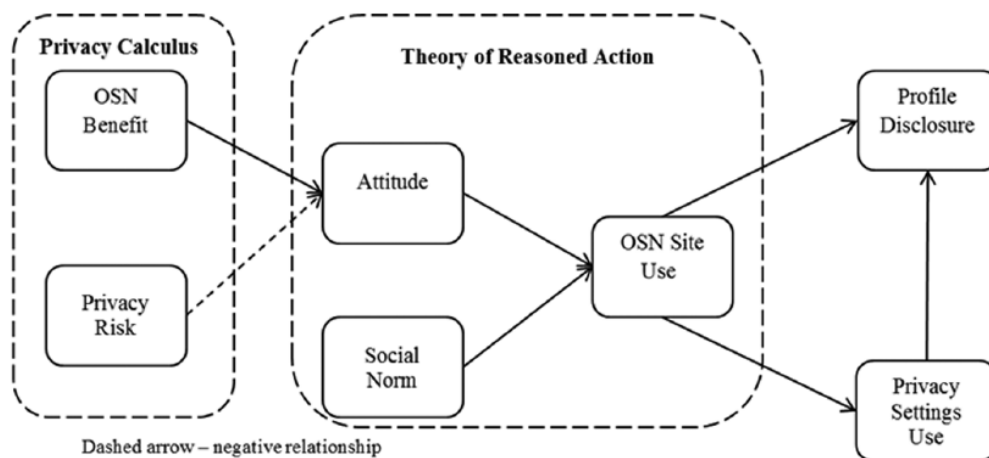 Privacy Calculus
OSN
Benefit
Privacy
Risk
Theory of Reasoned Action
Attitude
Social
Norm
OSN Site
Use
Profile
Disclosure
Privacy
Settings
Use
Dashed arrow – negative relationship